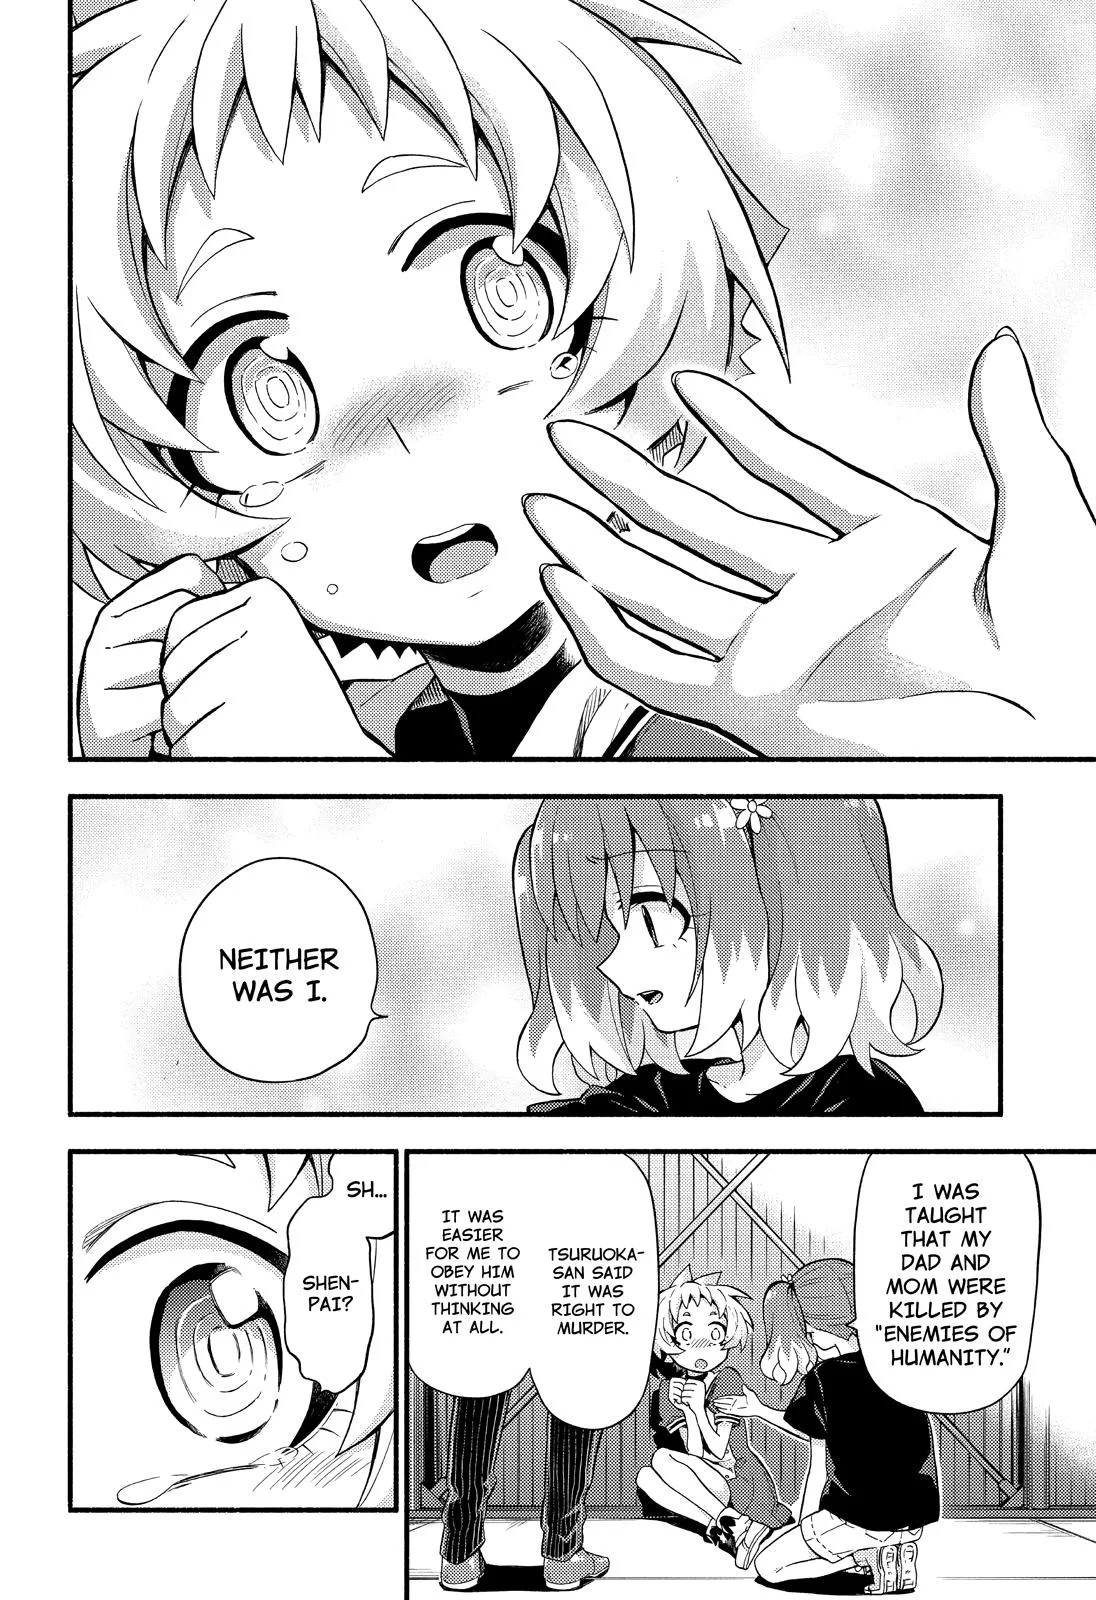 NEITHER
WAS I.
I WAS
TAUGHT
THAT MY
DAD AND
MOM WERE
KILLED BY
"ENEMIES OF
HUMANITY."
TSURUOKA-
SAN SAID
IT WAS
RIGHT TO
MURDER.
IT WAS
EASIER
FOR ME TO
OBEY HIM
WITHOUT
THINKING
AT ALL.
SH...
SHEN-
PAI?